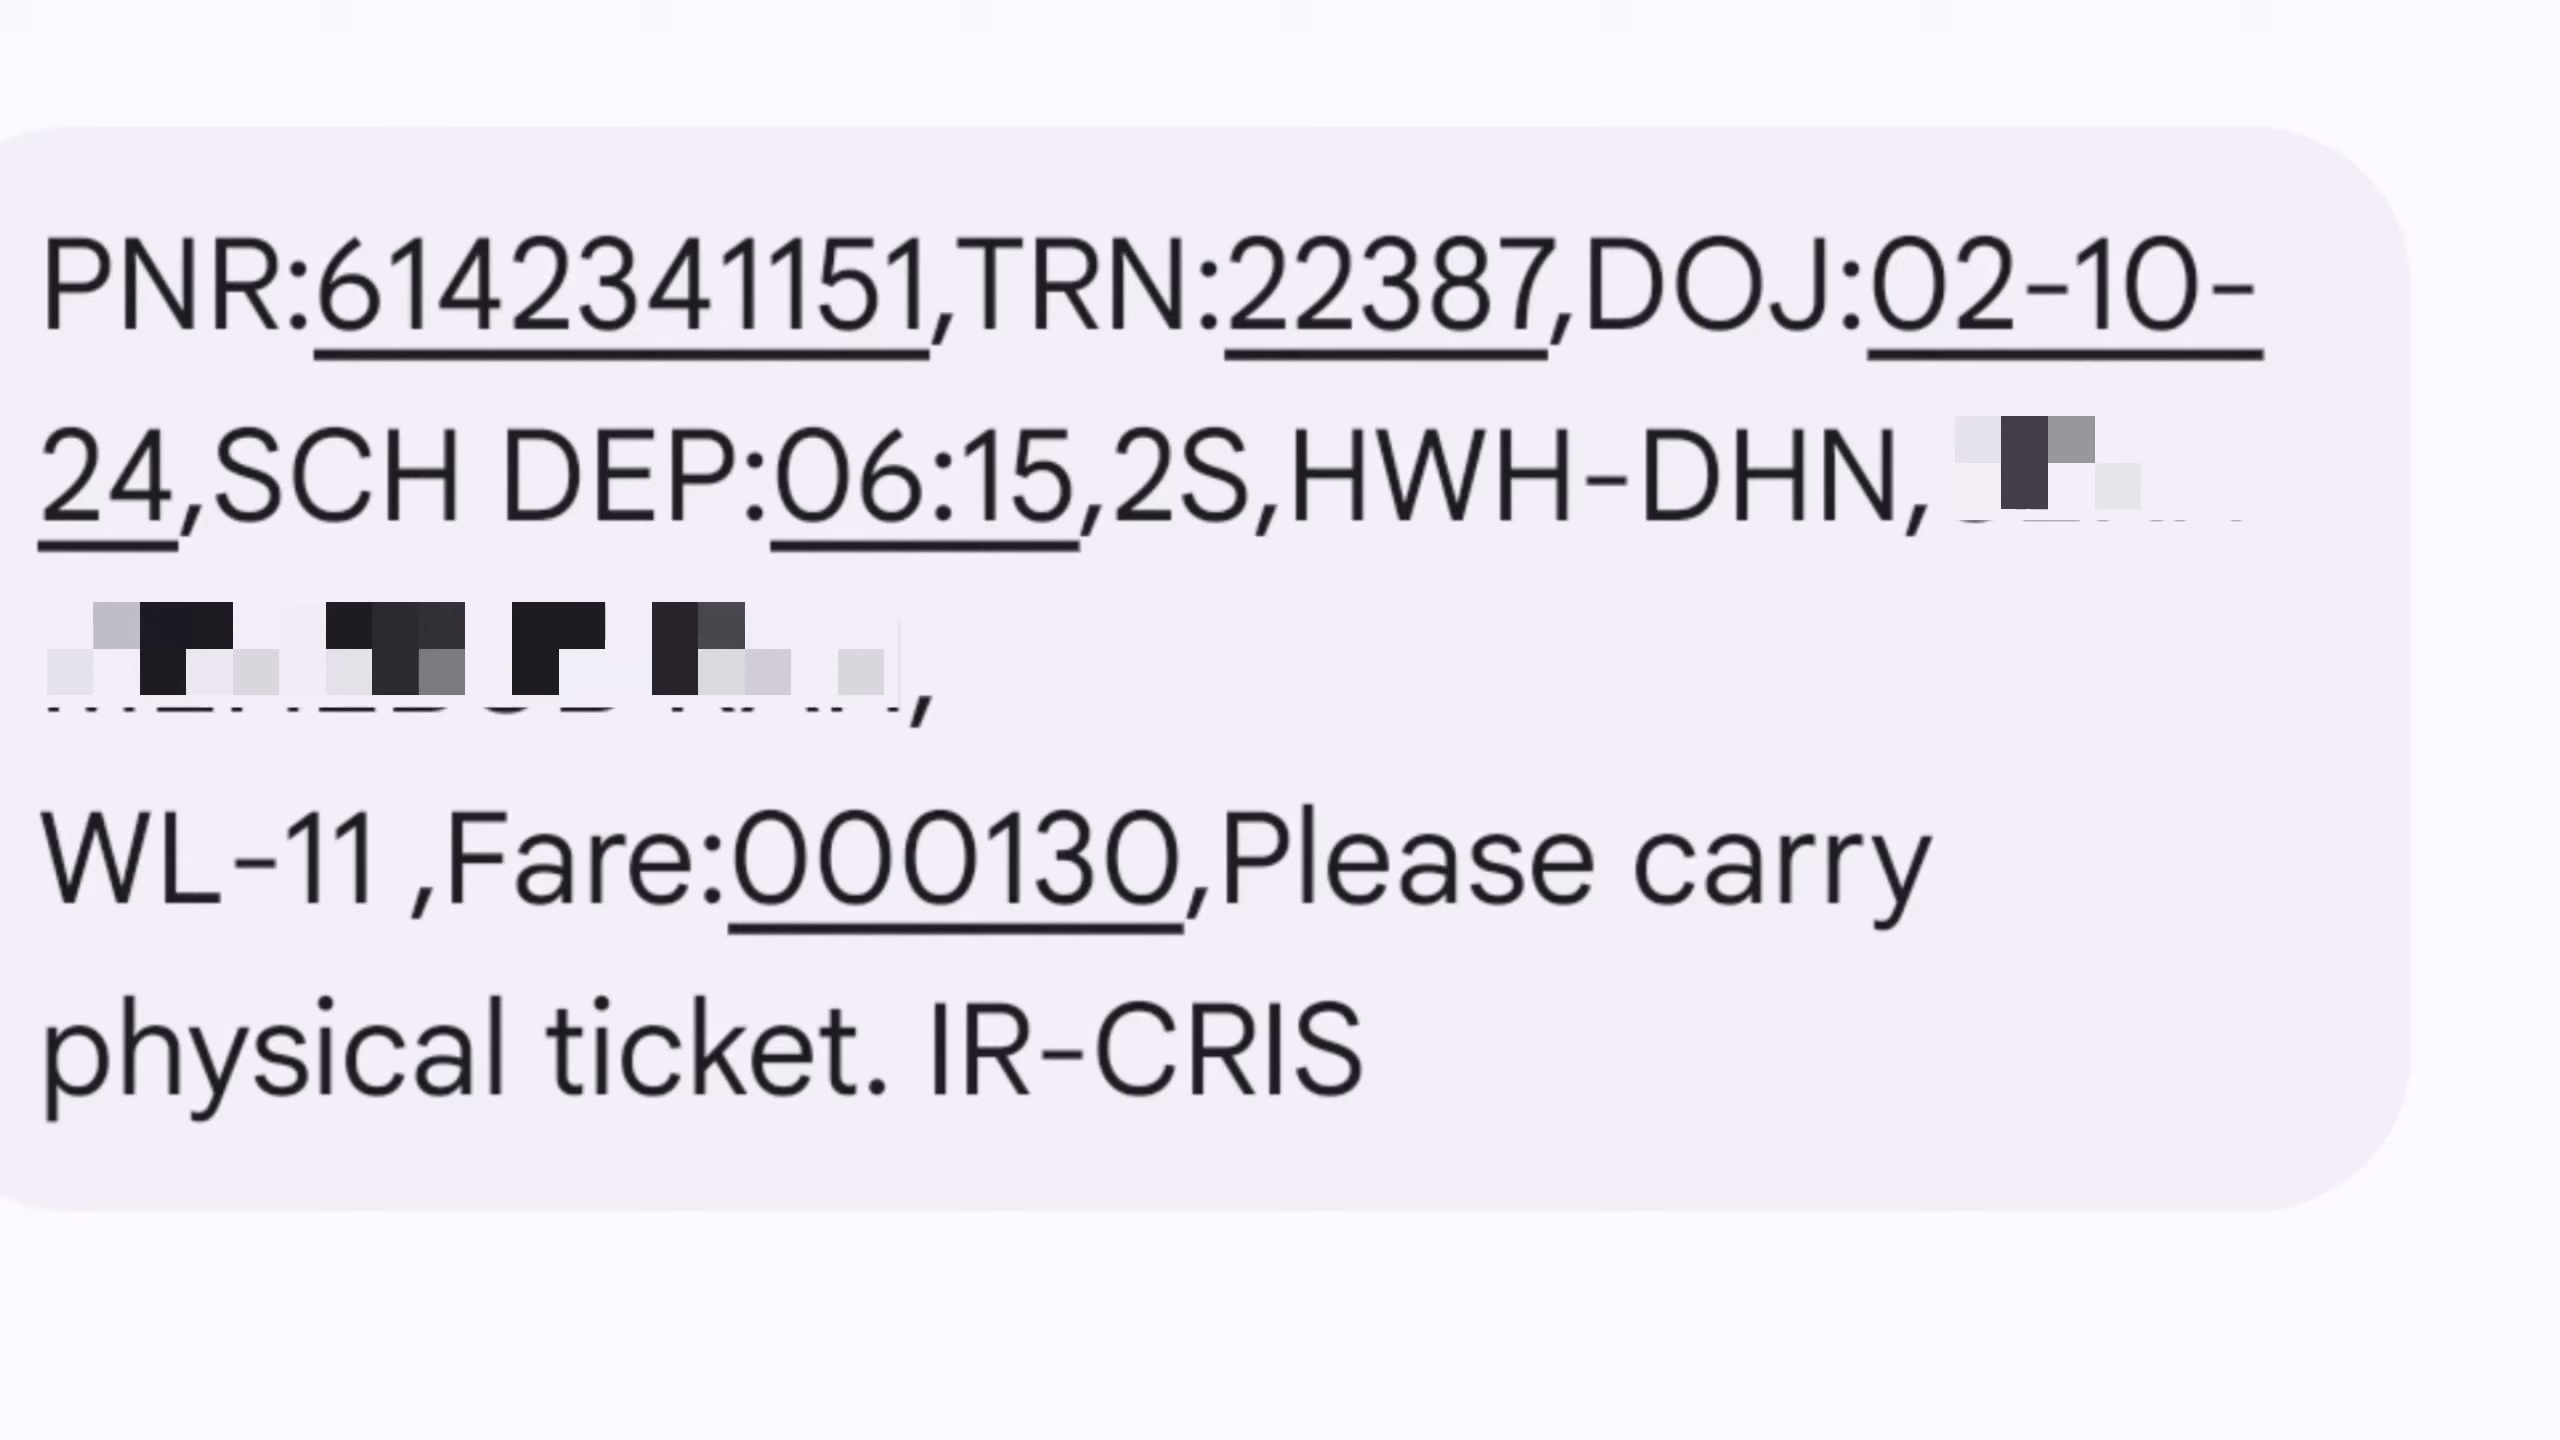 PNR:6142341151,TRN:22387,DOJ:02-10-
24,SCH DEP:06:15,2S,HWH-DHN,
,
WL-11 ,Fare:000130,Please carry
physical ticket. IR-CRIS